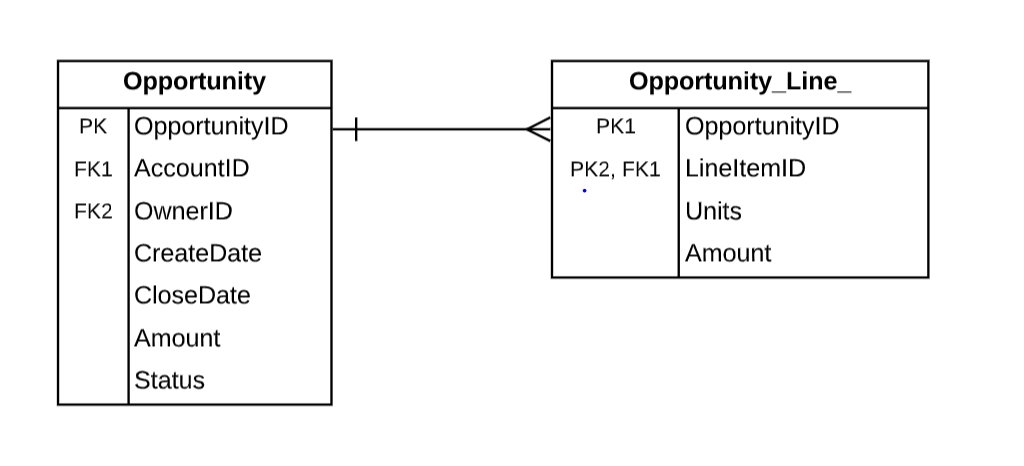 Opportunity
PK OpportunityID
FK1 AccountID
FK2 OwnerID
CreateDate
CloseDate
Amount
Status
Opportunity_Line_
PK1 OpportunityID
PK2, FK1 LineItemID
Units
Amount